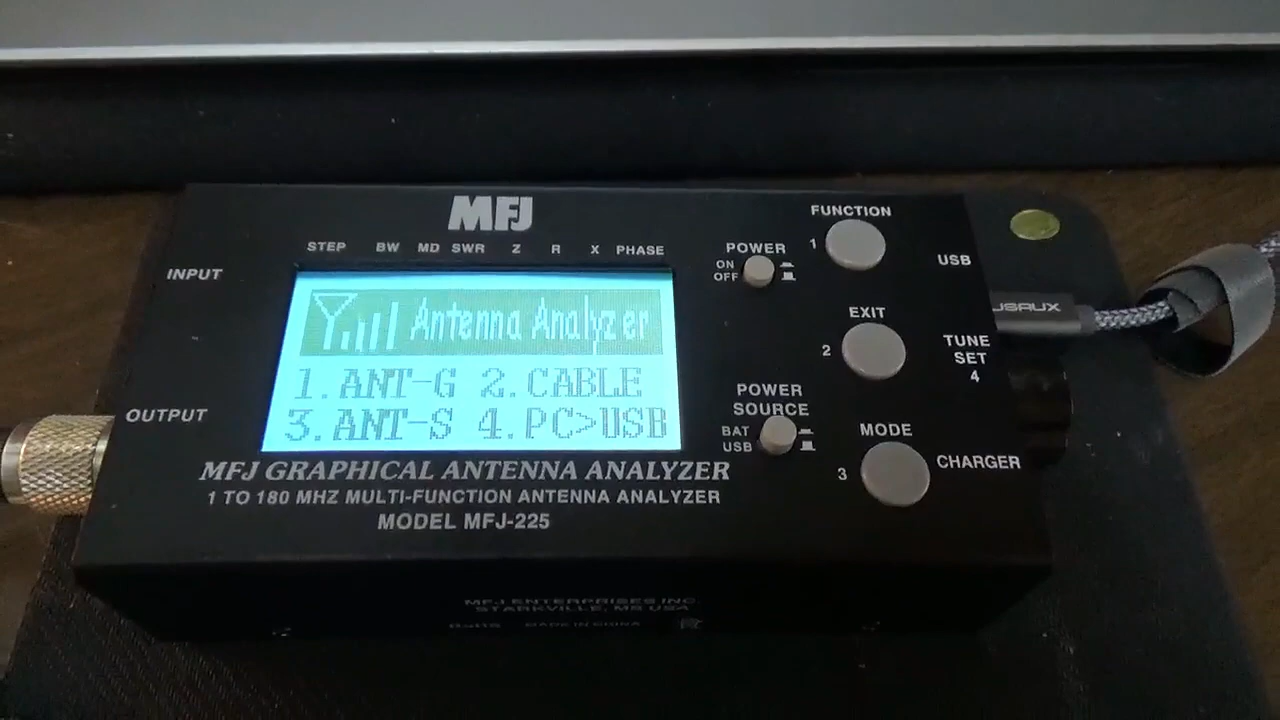 MFJ
STEP BW MD SWR Z R X PHASE
INPUT
OUTPUT
Antenna Analyzer
1.ANT-G 2.CABLE
3.ANT-S 4.PC>USB
MFJ GRAPHICAL ANTENNA ANALYZER
1 TO 180 MHZ MULTI-FUNCTION ANTENNA ANALYZER
MODEL MFJ-225
POWER
ON
OFF
POWER
SOURCE
BAT
USB
FUNCTION
1
EXIT
2
MODE
3
USB
TUNE
SET
4
CHARGER
MFJ ENTERPRISES INC.
STARKVILLE, MS USA
RoHS MADE IN CHINA